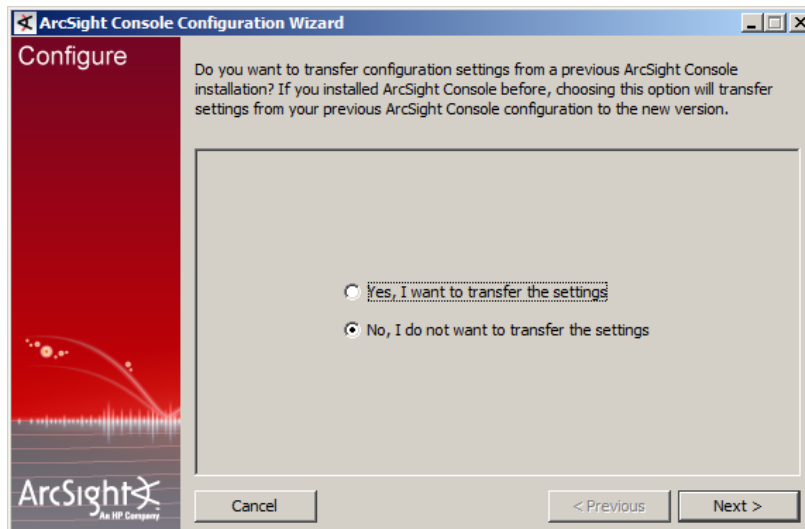 ArcSight Console Configuration Wizard
Configure
Do you want to transfer configuration settings from a previous ArcSight Console
installation? If you installed ArcSight Console before, choosing this option will transfer
settings from your previous ArcSight Console configuration to the new version.
Yes, I want to transfer the settings
No, I do not want to transfer the settings
ArcSight
An HP Company
Cancel
< Previous
Next >